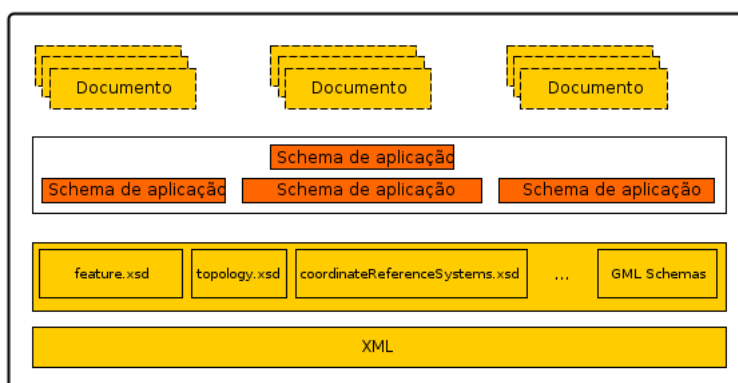 Documento
Documento
Documento
Schema de aplicação
Schema de aplicação
Schema de aplicação
Schema de aplicação
feature.xsd
topology.xsd
coordinateReferenceSystems.xsd
...
GML Schemas
XML